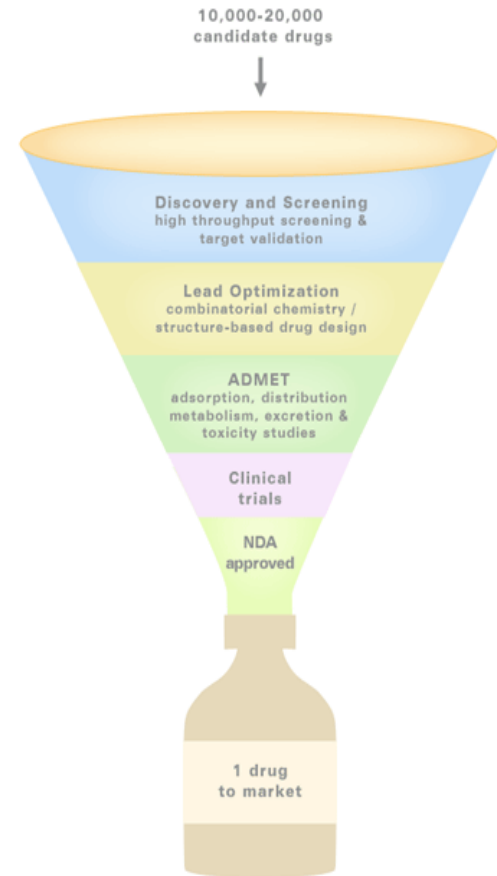 10,000-20,000
candidate drugs
Discovery and Screening
high throughput screening &
target validation
Lead Optimization
combinatorial chemistry /
structure-based drug design
ADMET
adsorption, distribution
metabolism, excretion &
toxicity studies
Clinical
trials
NDA
approved
1 drug
to market